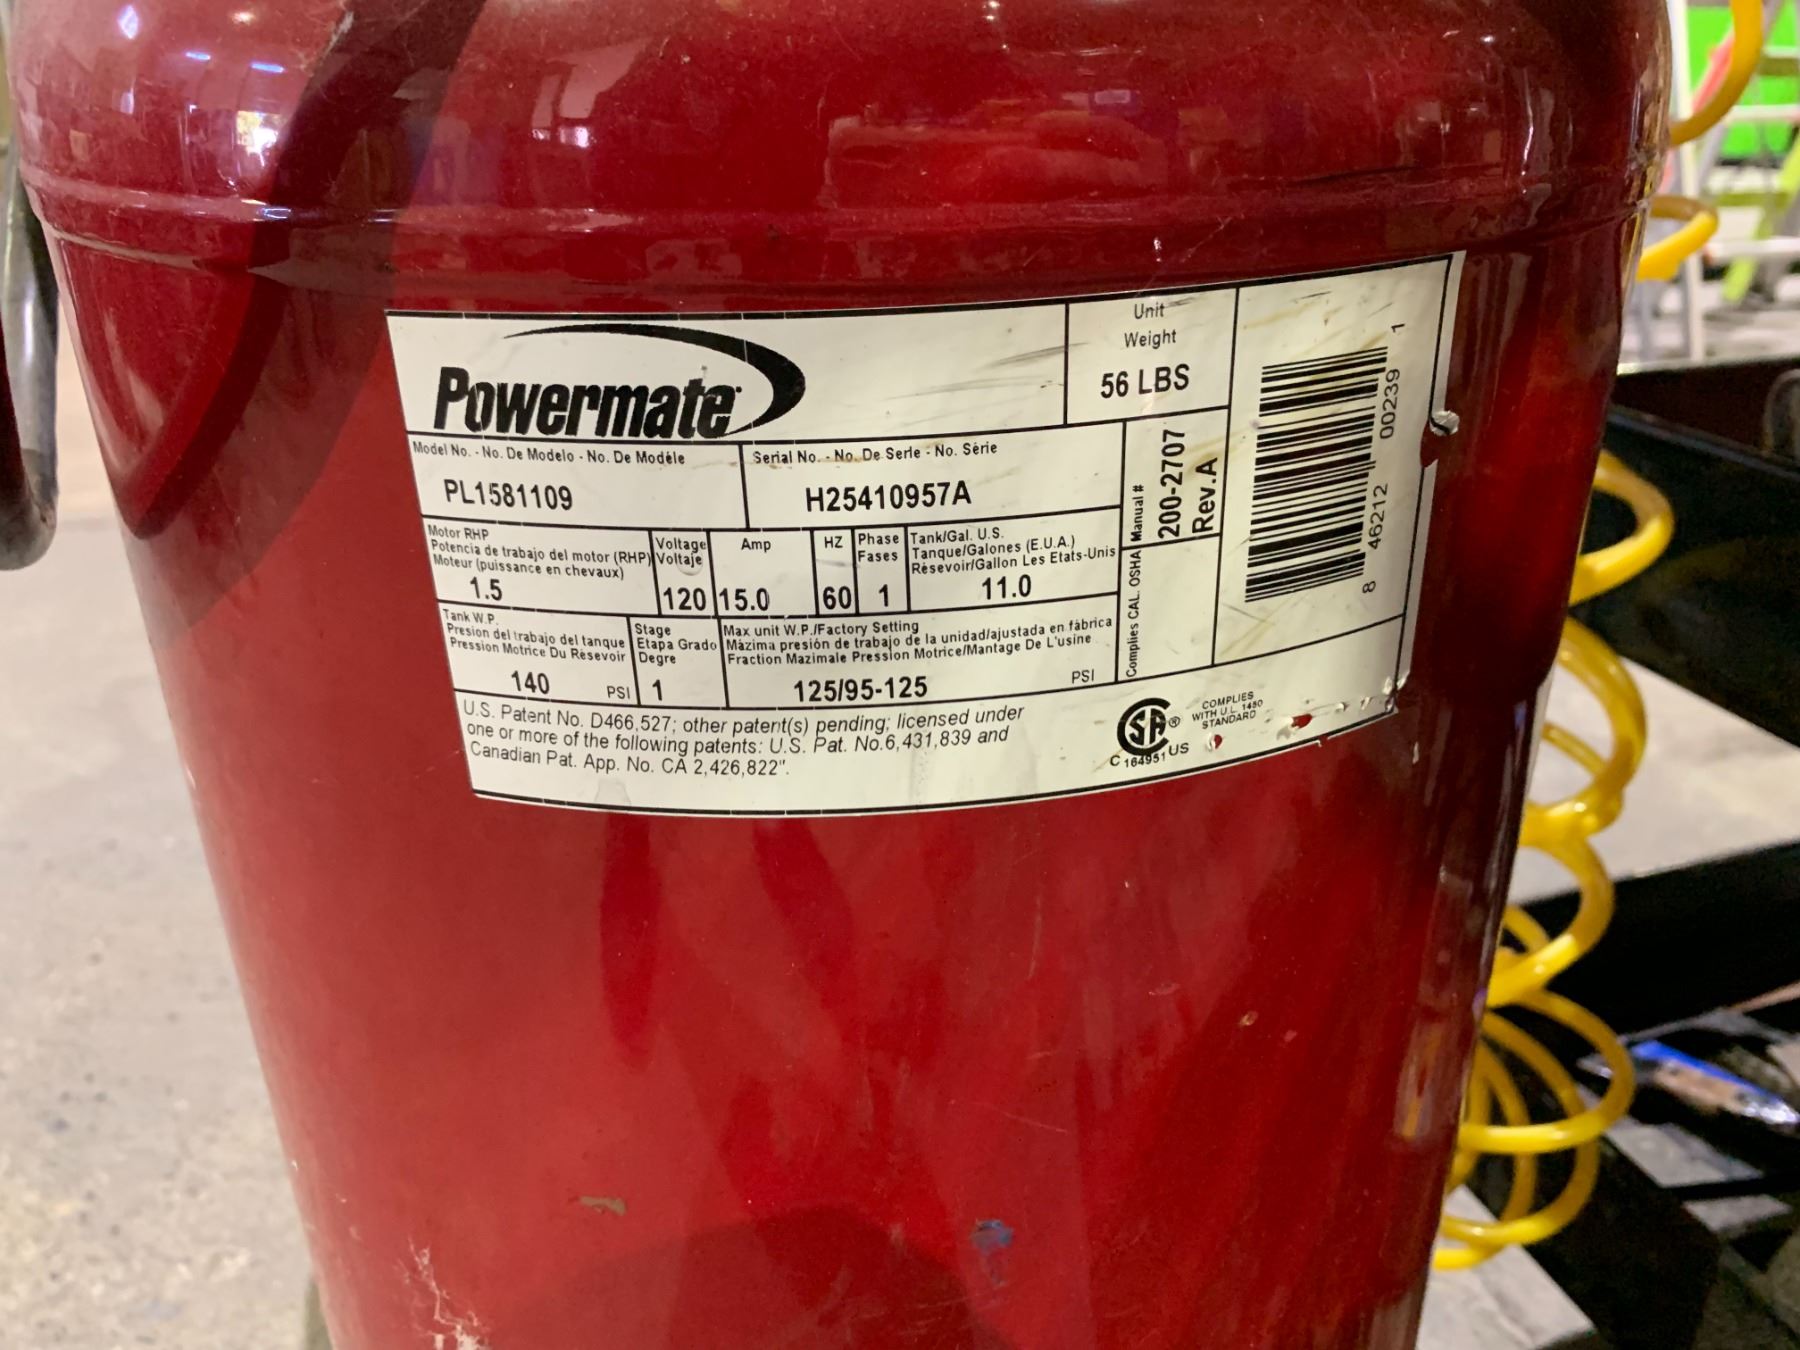 Powermate
Unit
Weight
56 LBS
Model No. - No. De Modelo - No. De Modèle
PL1581109
Serial No. - No. De Serie - No. Série
H25410957A
Manual #
200-2707
Rev.A
Complies CAL. OSHA
Motor RHP
Potencia de trabajo del motor (RHP)
Moteur (puissance en chevaux)
1.5
Voltage
Voltaje
120
Amp
15.0
HZ
60
Phase
Fases
1
Tank/Gal. U.S.
Tanque/Galones (E.U.A.)
Résevoir/Gallon Les Etats-Unis
11.0
Tank W.P.
Presion del trabajo del tanque
Pression Motrice Du Résevoir
140 PSI
Stage
Etapa Grado
Degre
1
Max unit W.P./Factory Setting
Mázima presión de trabajo de la unidad/ajustada en fábrica
Fraction Mazimale Pression Motrice/Mantage De L'usine
125/95-125 PSI
8 46212 00239 1
U.S. Patent No. D466,527; other patent(s) pending; licensed under
one or more of the following patents: U.S. Pat. No.6,431,839 and
Canadian Pat. App. No. CA 2,426,822".
SA®
C 164951 US
COMPLIES
WITH U.L. 1450
STANDARD